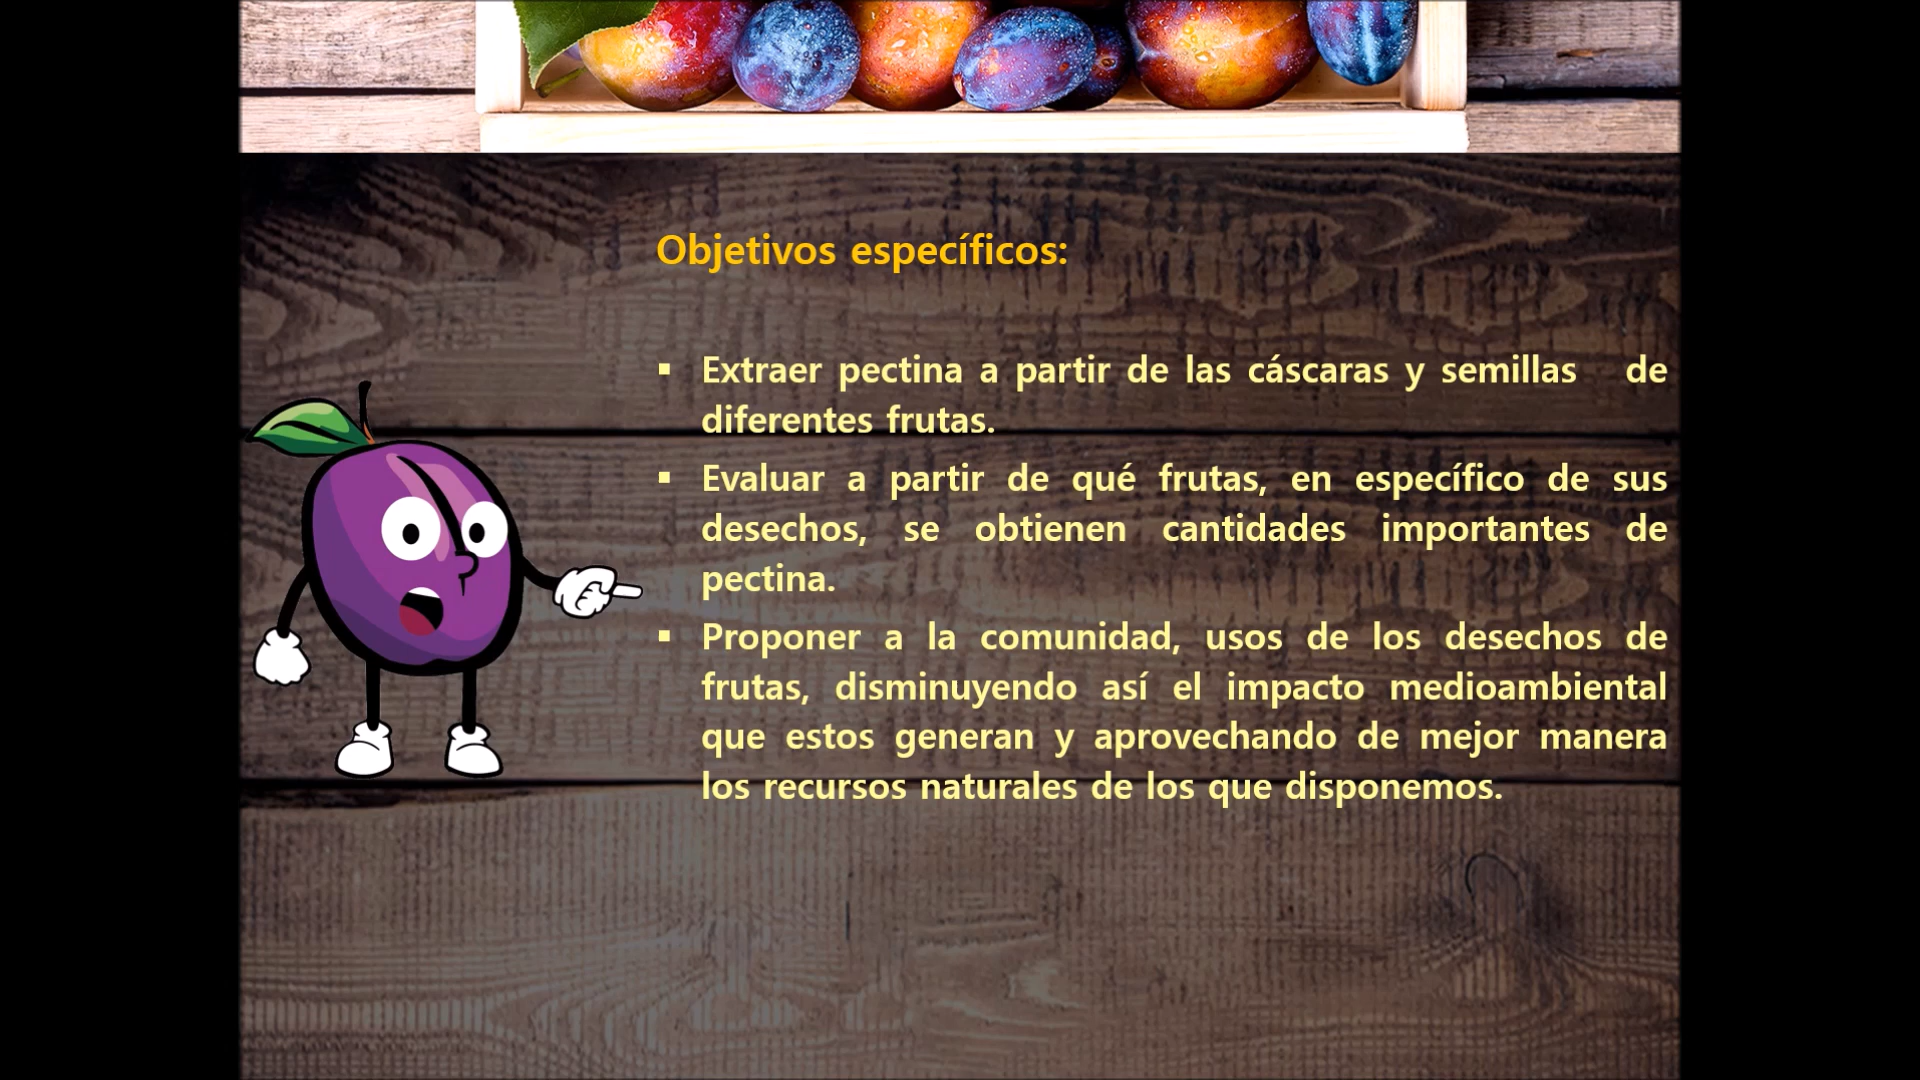 Objetivos específicos:
▪ Extraer pectina a partir de las cáscaras y semillas de
diferentes frutas.
▪ Evaluar a partir de qué frutas, en específico de sus
desechos, se obtienen cantidades importantes de
pectina.
▪ Proponer a la comunidad, usos de los desechos de
frutas, disminuyendo así el impacto medioambiental
que estos generan y aprovechando de mejor manera
los recursos naturales de los que disponemos.